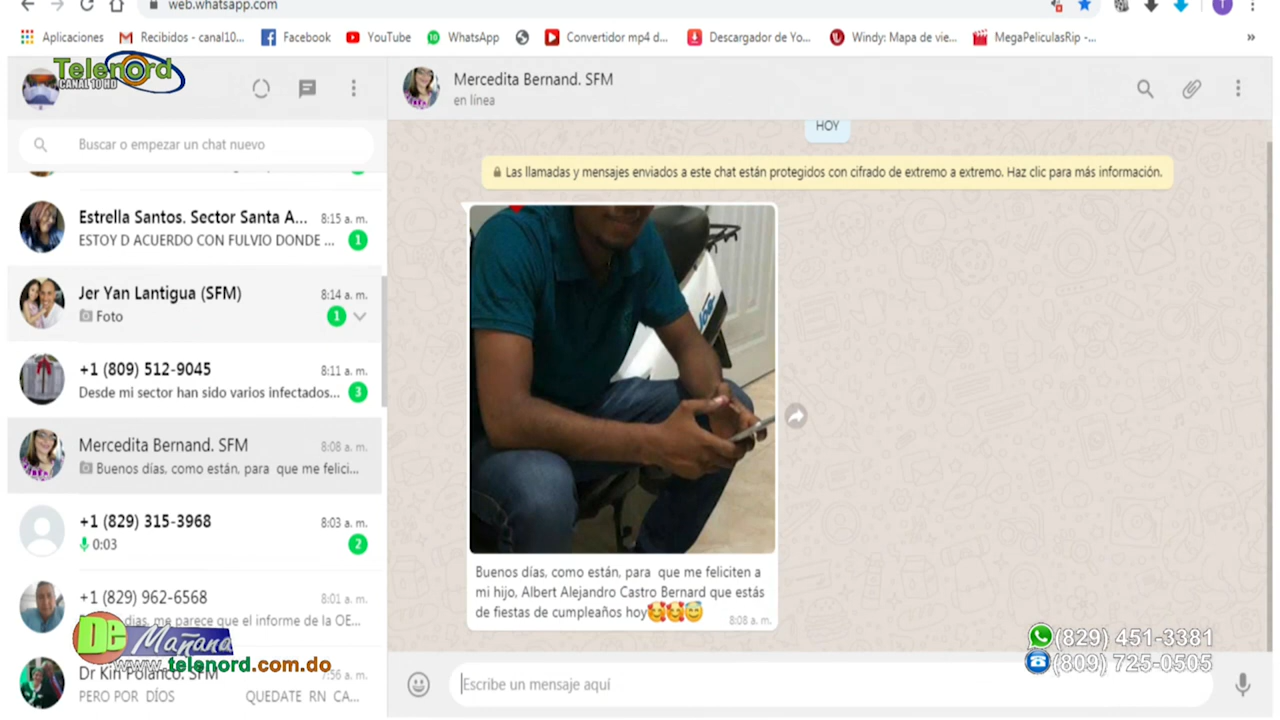 web.whatsapp.com
Aplicaciones
Recibidos - canal10...
Facebook
YouTube
WhatsApp
Convertidor mp4 d...
Descargador de Yo...
Windy: Mapa de vie...
MegaPeliculasRip -...
»
Telenord
CANAL 10 HD
Buscar o empezar un chat nuevo
Estrella Santos. Sector Santa A... 8:15 a. m.
ESTOY D ACUERDO CON FULVIO DONDE ... 1
Jer Yan Lantigua (SFM) 8:14 a. m.
Foto 1
+1 (809) 512-9045 8:11 a. m.
Desde mi sector han sido varios infectados... 3
Mercedita Bernand. SFM 8:08 a. m.
Buenos días, como están, para que me felici...
+1 (829) 315-3968 8:03 a. m.
0:03 2
+1 (829) 962-6568 8:01 a. m.
días, me parece que el informe de la OE...
Dr Kin Polanco. SFM 7:56 a. m.
PERO POR DÍOS QUEDATE RN CA...
De Mañana
www.telenord.com.do
Mercedita Bernand. SFM
en línea
HOY
Las llamadas y mensajes enviados a este chat están protegidos con cifrado de extremo a extremo. Haz clic para más información.
Buenos días, como están, para que me feliciten a
mi hijo, Albert Alejandro Castro Bernard que estás
de fiestas de cumpleaños hoy🥰🥰😇
8:08 a. m.
(829) 451-3381
(809) 725-0505
Escribe un mensaje aquí